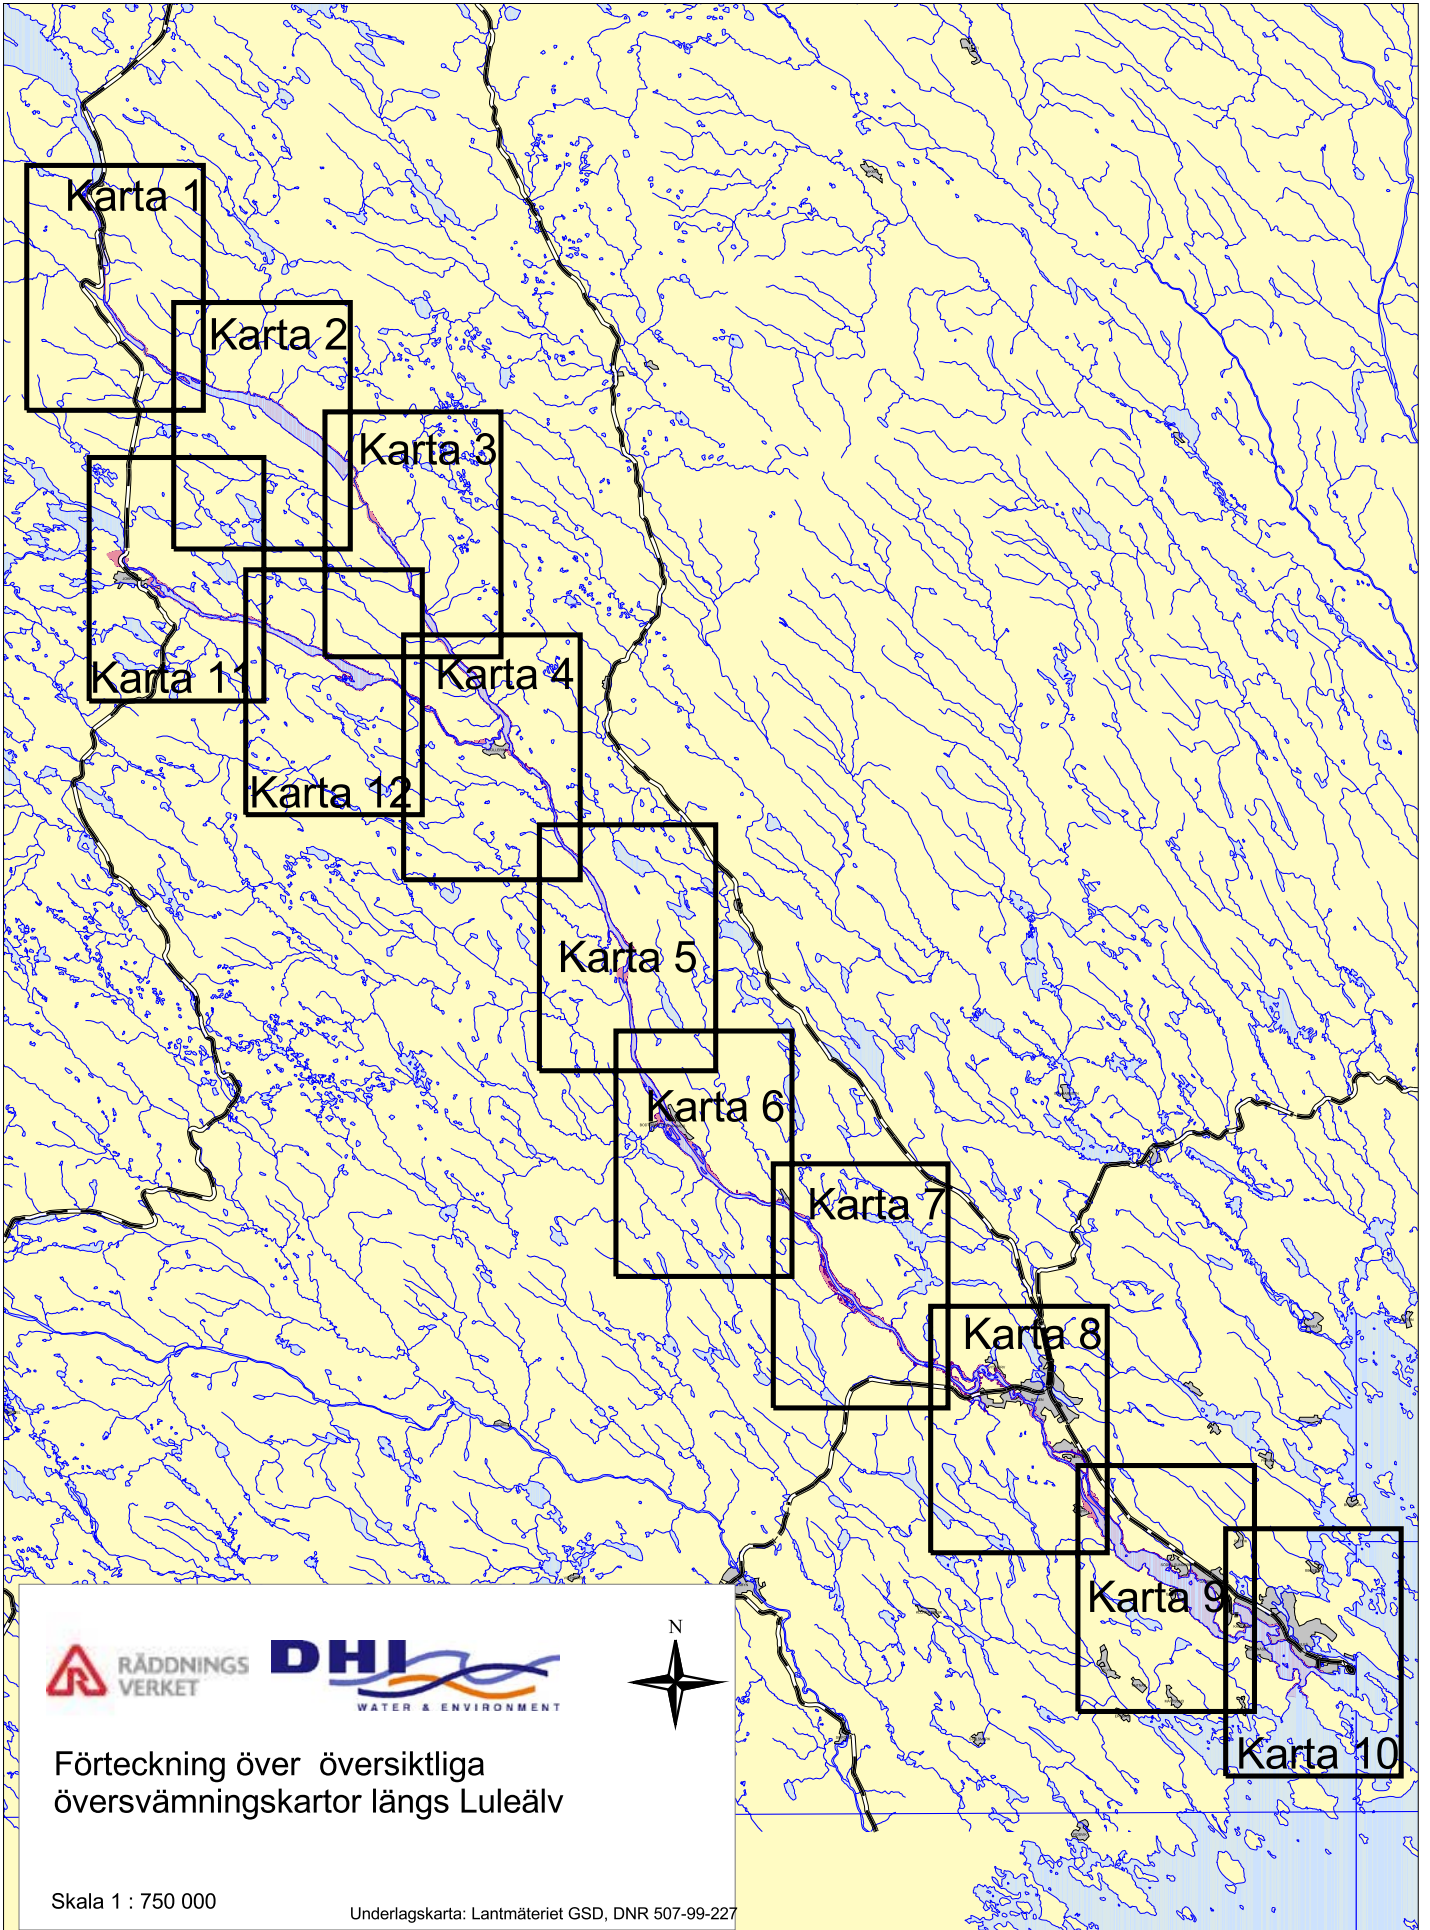 Karta 1
Karta 2
Karta 3
Karta 11
Karta 4
Karta 12
Karta 5
Karta 6
Karta 7
Karta 8
Karta 9
Karta 10
RÄDDNINGS
VERKET
DHI
WATER & ENVIRONMENT
N
Förteckning över översiktliga
översvämningskartor längs Luleälv
Skala 1 : 750 000
Underlagskarta: Lantmäteriet GSD, DNR 507-99-227